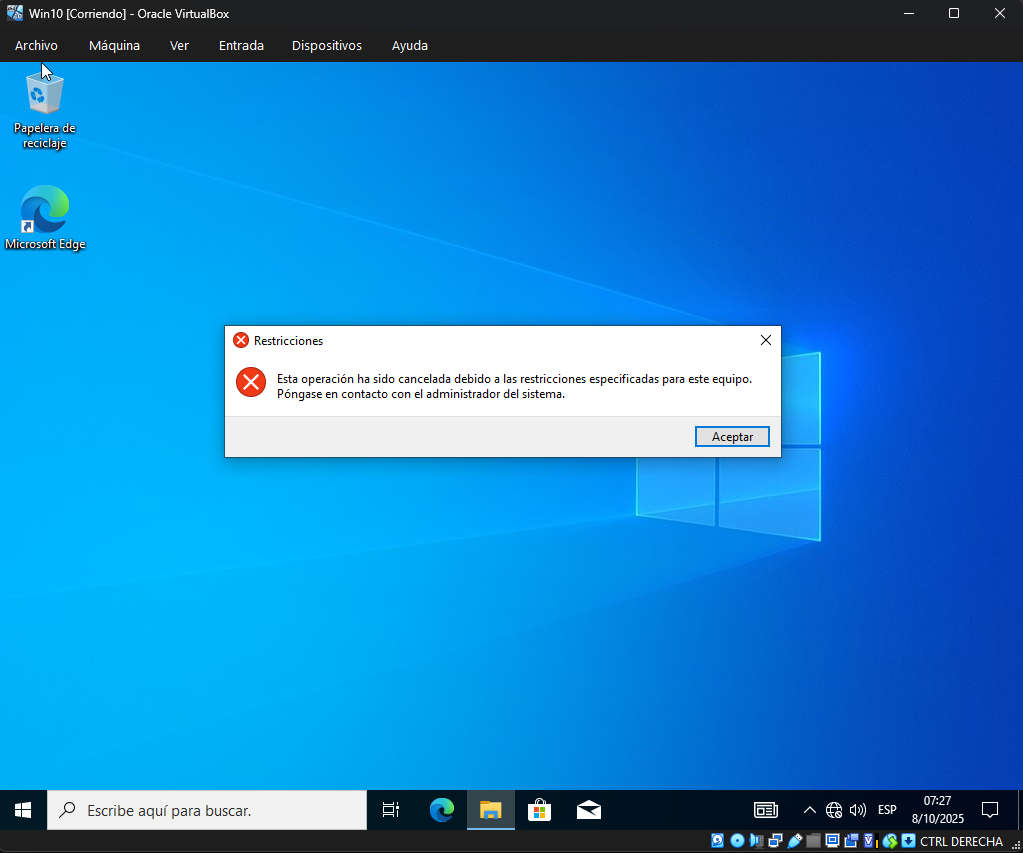 Win10 [Corriendo] - Oracle VirtualBox
Archivo Máquina Ver Entrada Dispositivos Ayuda
Papelera de
reciclaje
Microsoft Edge
Restricciones
Esta operación ha sido cancelada debido a las restricciones especificadas para este equipo.
Póngase en contacto con el administrador del sistema.
Aceptar
Escribe aquí para buscar.
ESP
07:27
8/10/2025
CTRL DERECHA